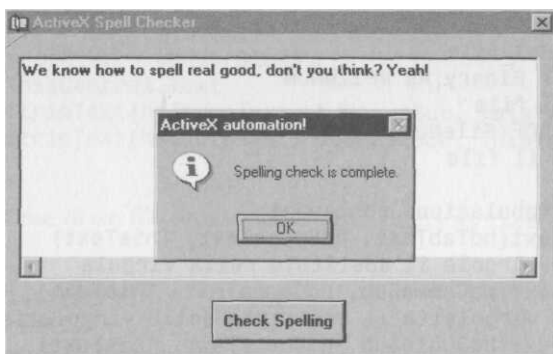 ActiveX Spell Checker
We know how to spell real good, don't you think? Yeah!
ActiveX automation!
Spelling check is complete.
OK
Check Spelling